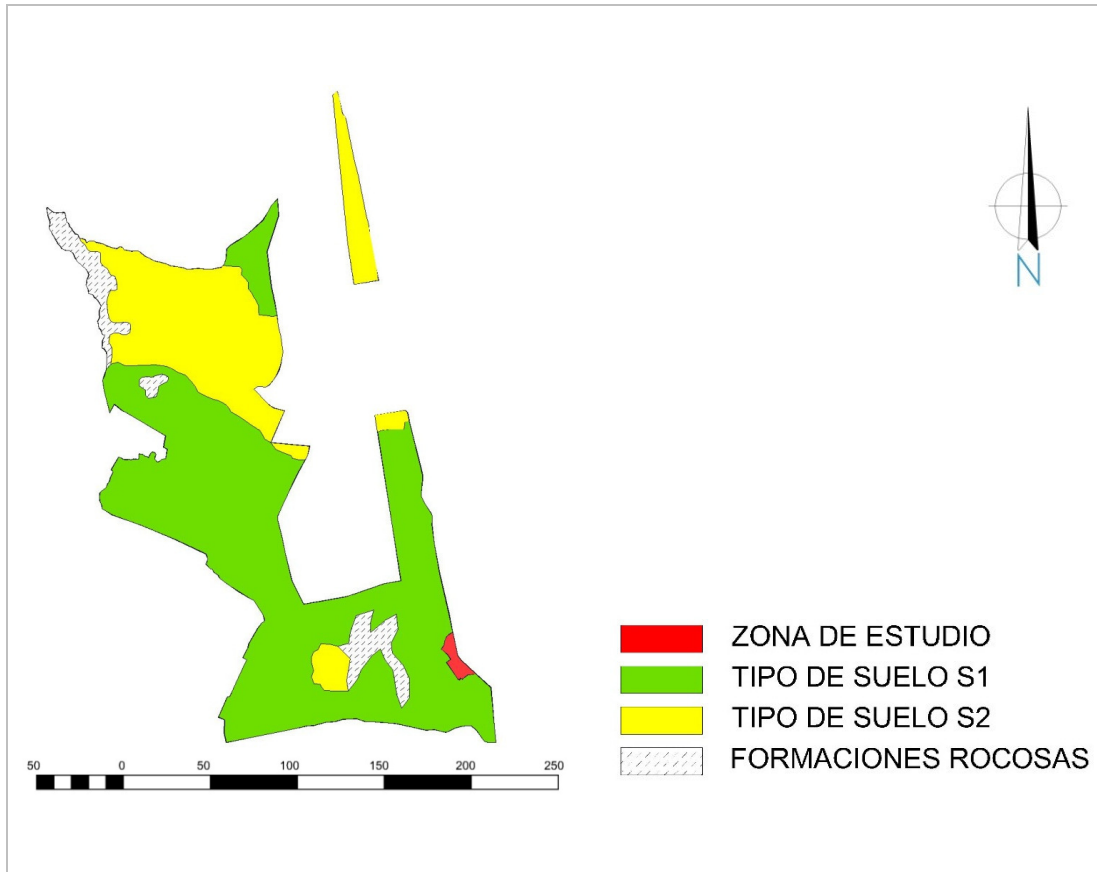 N
ZONA DE ESTUDIO
TIPO DE SUELO S1
TIPO DE SUELO S2
FORMACIONES ROCOSAS
50 0 50 100 150 200 250